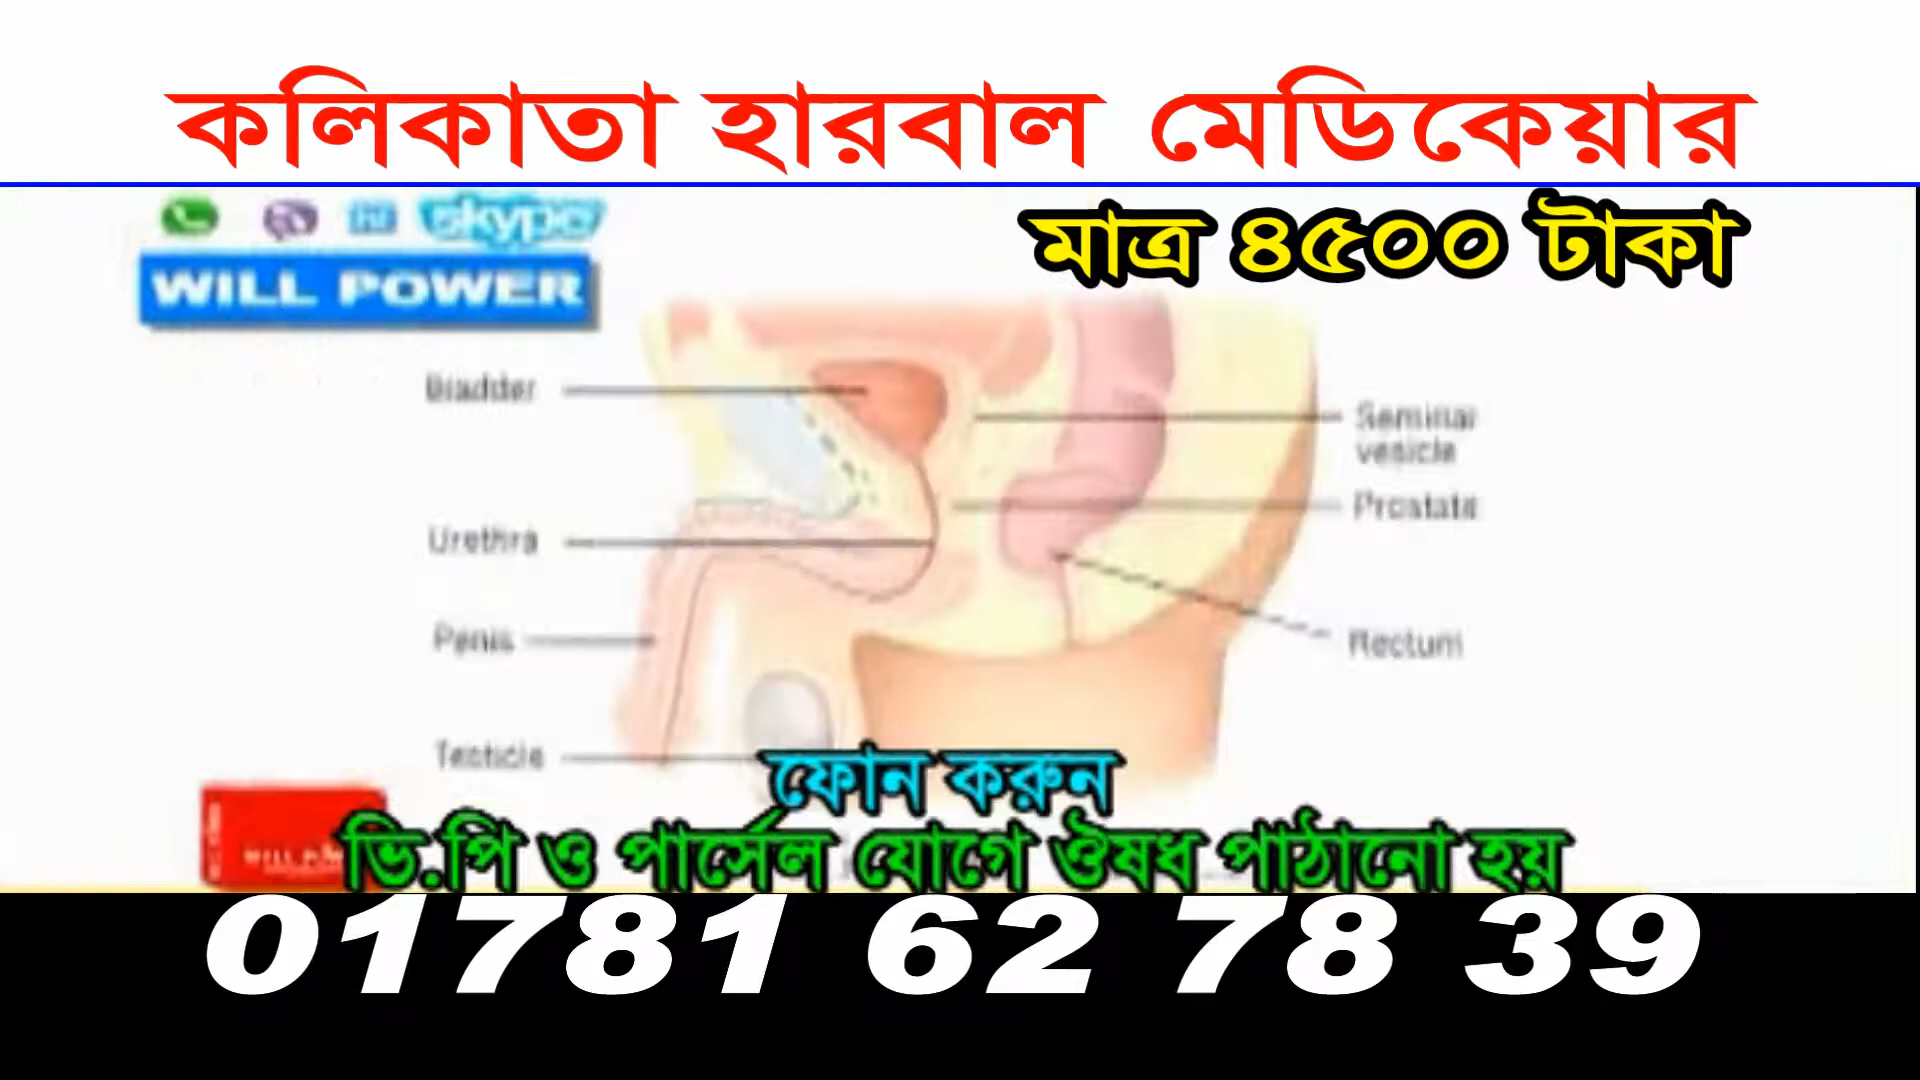 কলিকাতা হারবাল মেডিকেয়ার
skype
মাত্র ৪৫০০ টাকা
WILL POWER
Bladder
Seminal
vesicle
Prostate
Urethra
Penis
Rectum
Testicle
ফোন করুন
ভি.পি ও পার্সেল যোগে ঔষধ পাঠানো হয়
01781 62 78 39